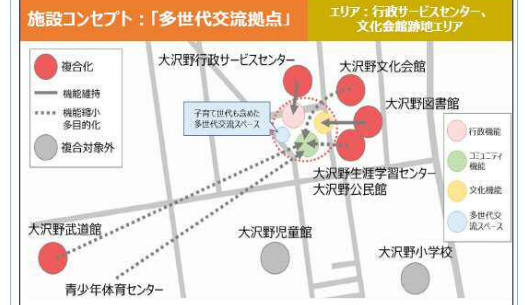 施設コンセプト：「多世代交流拠点」
エリア：行政サービスセンター、
文化会館跡地エリア
複合化
機能維持
機能縮小
多目的化
複合対象外
大沢野行政サービスセンター
大沢野文化会館
大沢野図書館
子育て世代も含めた
多世代交流スペース
行政機能
コミュニティ
機能
文化機能
多世代交
流スペース
大沢野生涯学習センター
大沢野公民館
大沢野武道館
大沢野児童館
大沢野小学校
青少年体育センター